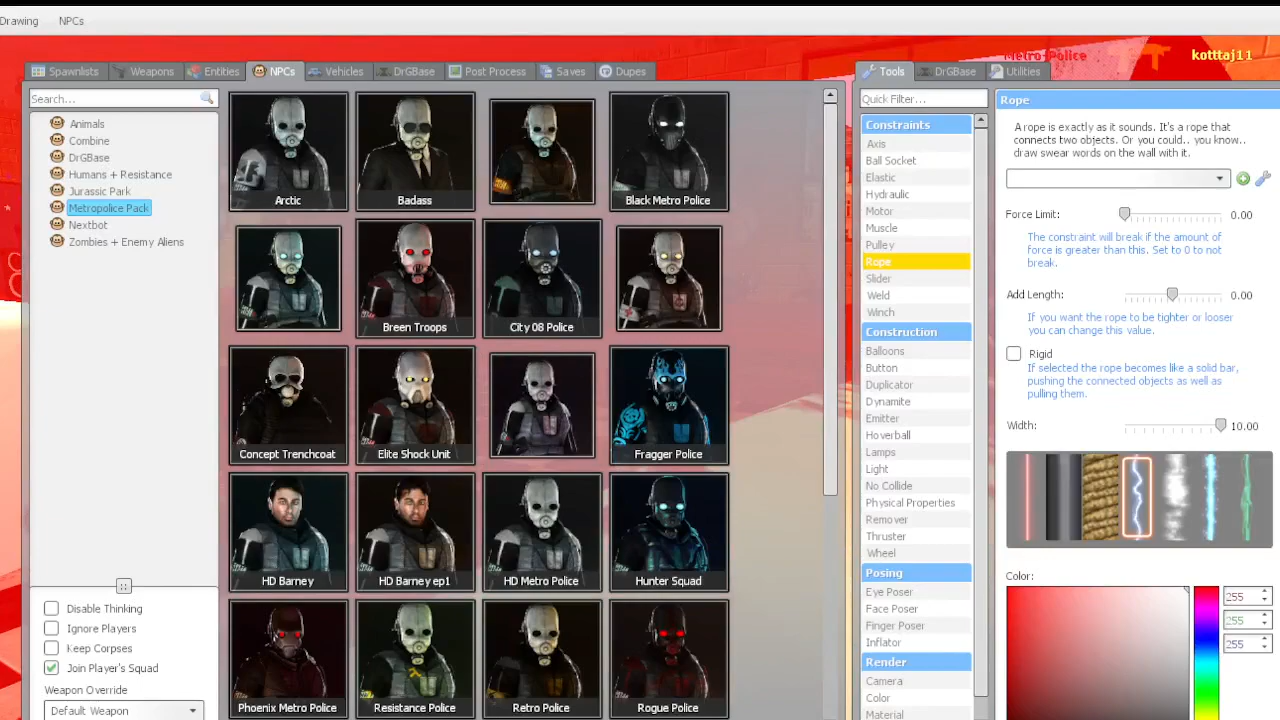 Drawing NPCs
Metro-Police kotttaj11
Spawnlists Weapons Entities NPCs Vehicles DrGBase Post Process Saves Dupes
Tools DrGBase Utilities
Search...
Animals
Combine
DrGBase
Humans + Resistance
Jurassic Park
Metropolice Pack
Nextbot
Zombies + Enemy Aliens
Disable Thinking
Ignore Players
Keep Corpses
Join Player's Squad
Weapon Override
Default Weapon
Arctic Badass Black Metro Police
Breen Troops City 08 Police
Concept Trenchcoat Elite Shock Unit Fragger Police
HD Barney HD Barney ep1 HD Metro Police Hunter Squad
Phoenix Metro Police Resistance Police Retro Police Rogue Police
Quick Filter...
Constraints
Axis
Ball Socket
Elastic
Hydraulic
Motor
Muscle
Pulley
Rope
Slider
Weld
Winch
Construction
Balloons
Button
Duplicator
Dynamite
Emitter
Hoverball
Lamps
Light
No Collide
Physical Properties
Remover
Thruster
Wheel
Posing
Eye Poser
Face Poser
Finger Poser
Inflator
Render
Camera
Color
Material
Rope
A rope is exactly as it sounds. It's a rope that
connects two objects. Or you could.. you know..
draw swear words on the wall with it.
Force Limit: 0.00
The constraint will break if the amount of
force is greater than this. Set to 0 to not
break.
Add Length: 0.00
If you want the rope to be tighter or looser
you can change this value.
Rigid
If selected the rope becomes like a solid bar,
pushing the connected objects as well as
pulling them.
Width: 10.00
Color:
255
255
255